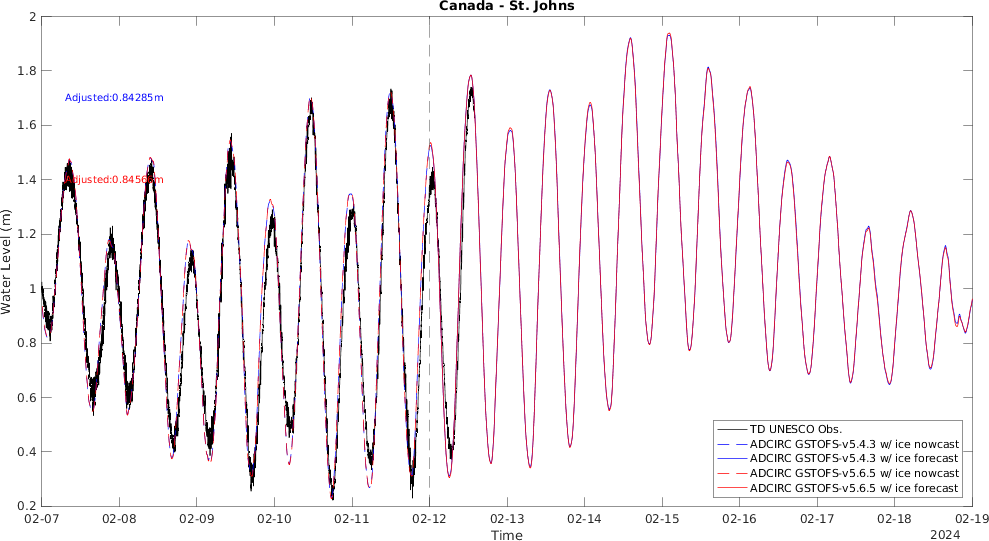 Canada - St. Johns
2
1.8
1.6
1.4
1.2
1
0.8
0.6
0.4
0.2
Water Level (m)
Adjusted:0.84285m
TD UNESCO Obs.
ADCIRC GSTOFS-v5.4.3 w/ ice nowcast
ADCIRC GSTOFS-v5.4.3 w/ ice forecast
ADCIRC GSTOFS-v5.6.5 w/ ice nowcast
ADCIRC GSTOFS-v5.6.5 w/ ice forecast
02-07 02-08 02-09 02-10 02-11 02-12 02-13 02-14 02-15 02-16 02-17 02-18 02-19
Time
2024